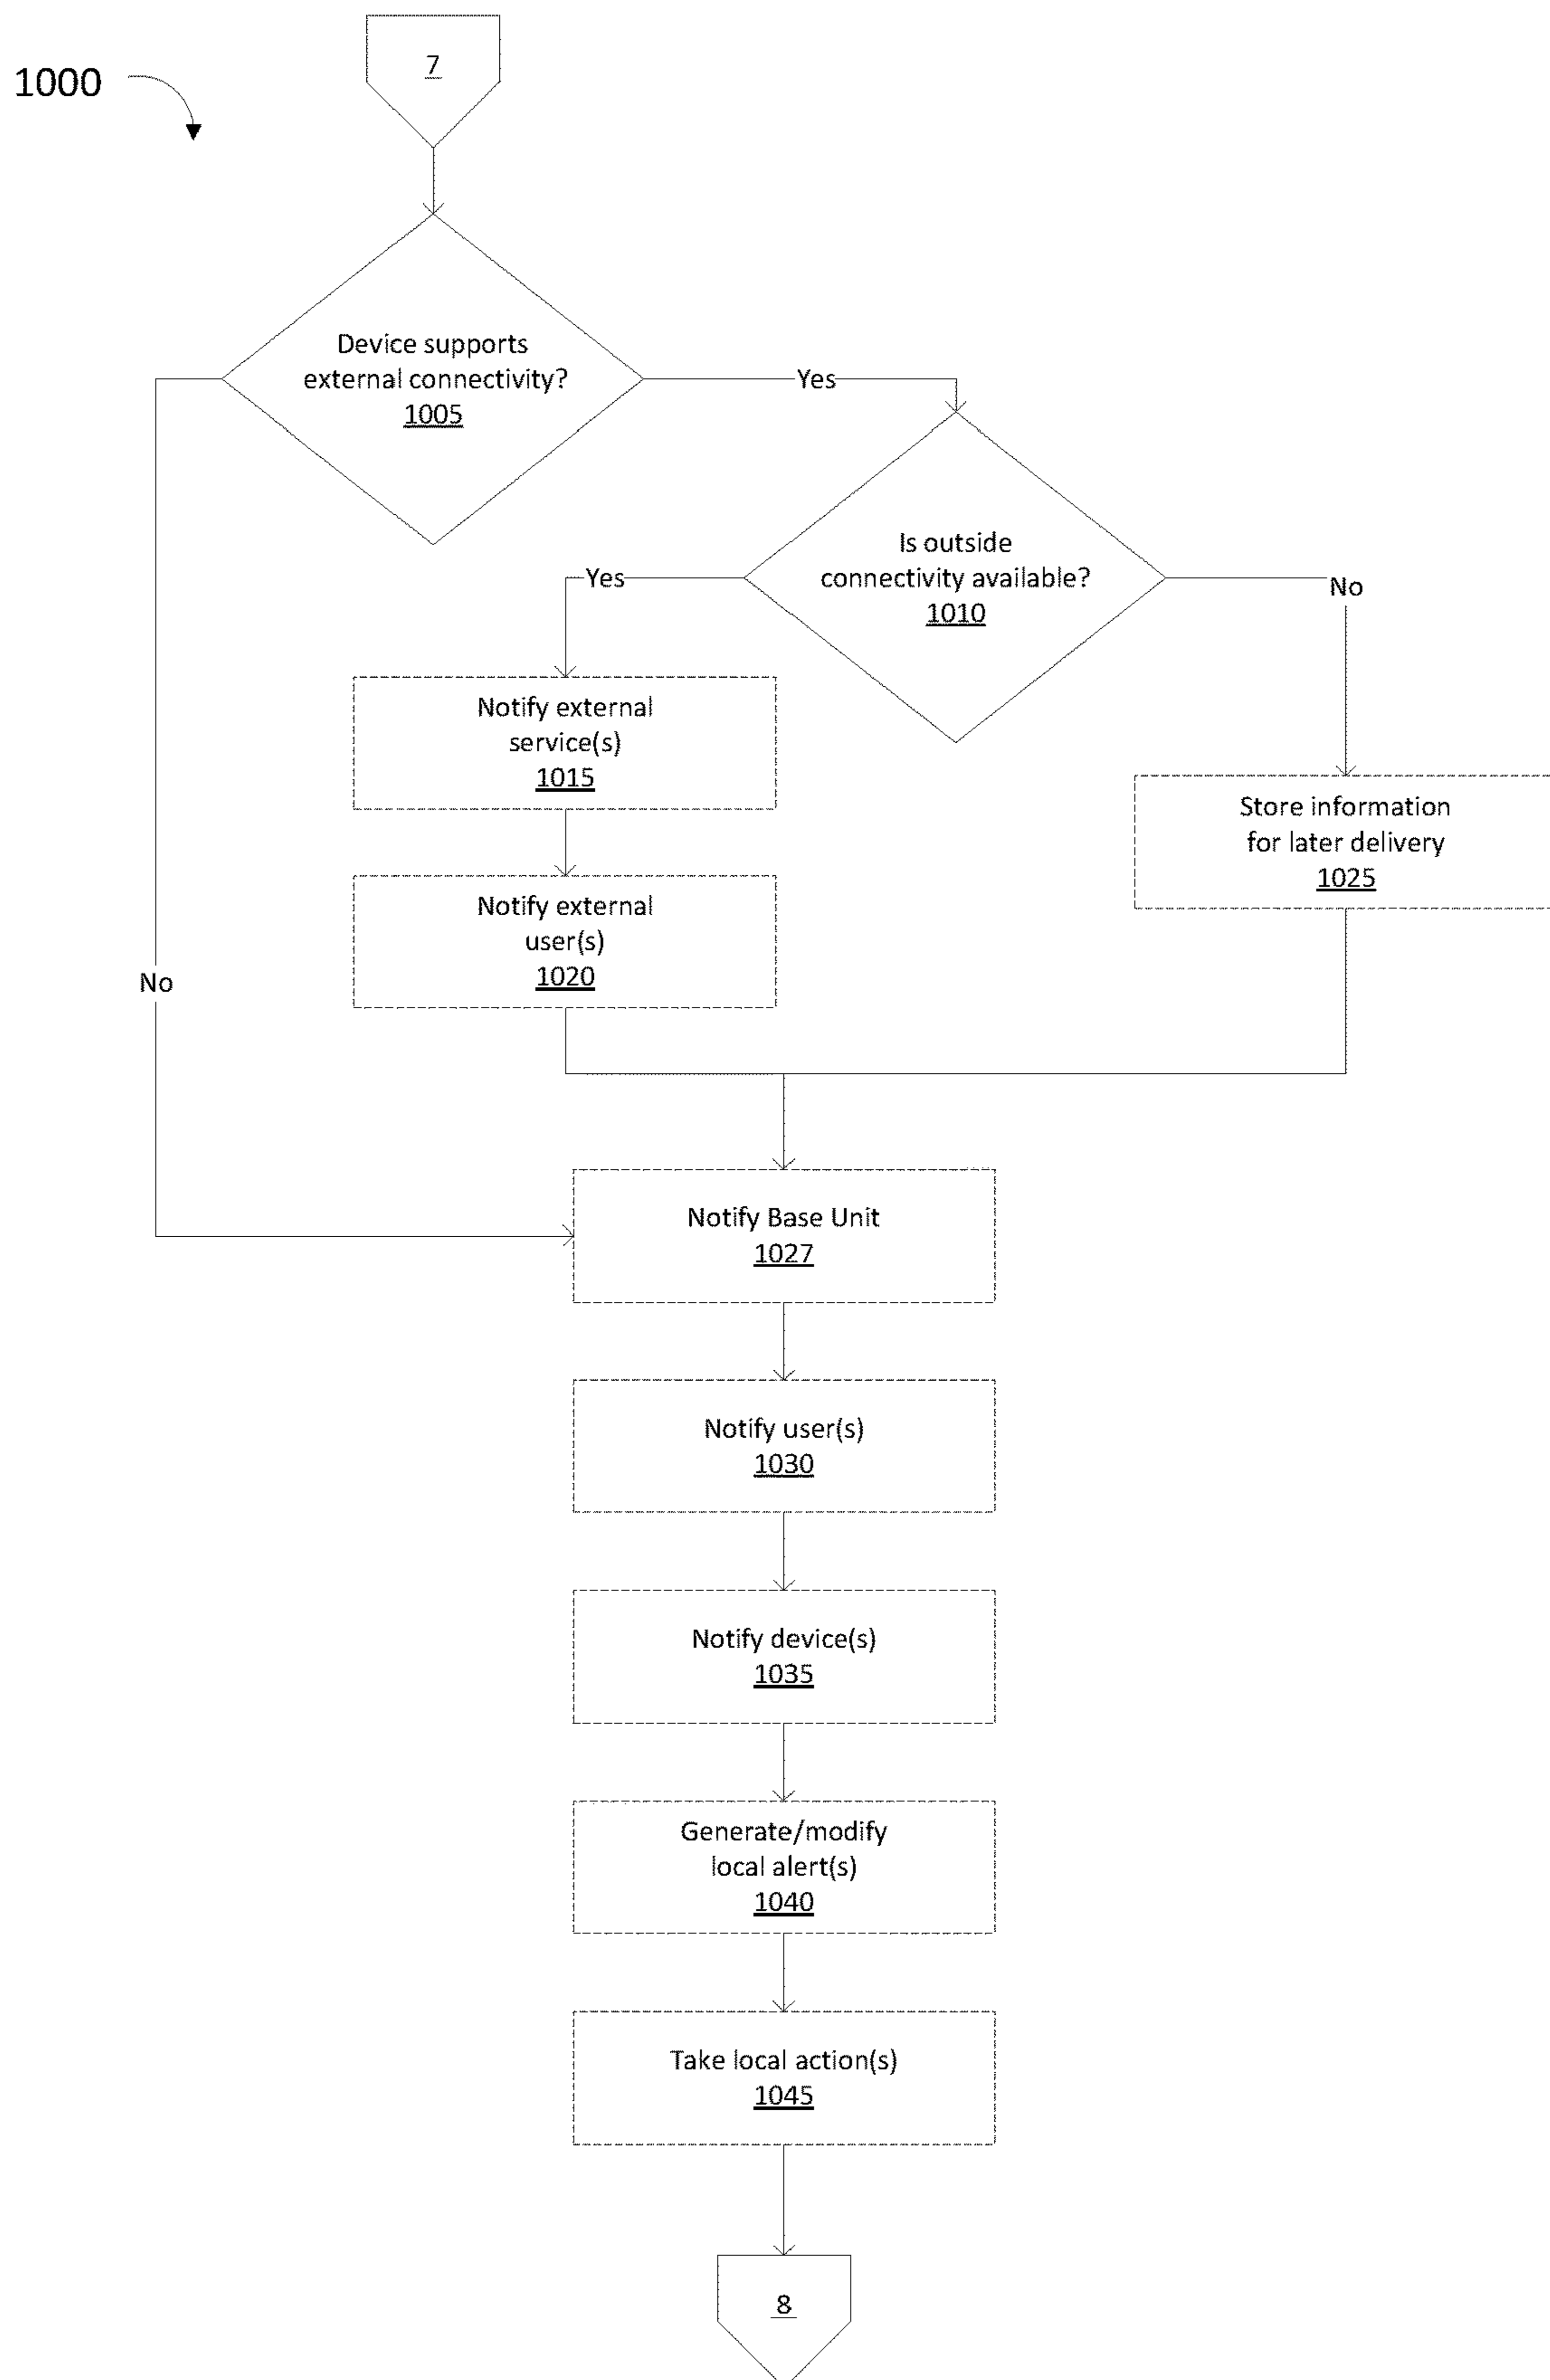 7
1000
Device supports
external connectivity?
1005
Yes
Is outside
connectivity available?
1010
Yes
No
Notify external
service(s)
1015
Store information
for later delivery
1025
Notify external
user(s)
1020
No
Notify Base Unit
1027
Notify user(s)
1030
Notify device(s)
1035
Generate/modify
local alert(s)
1040
Take local action(s)
1045
8